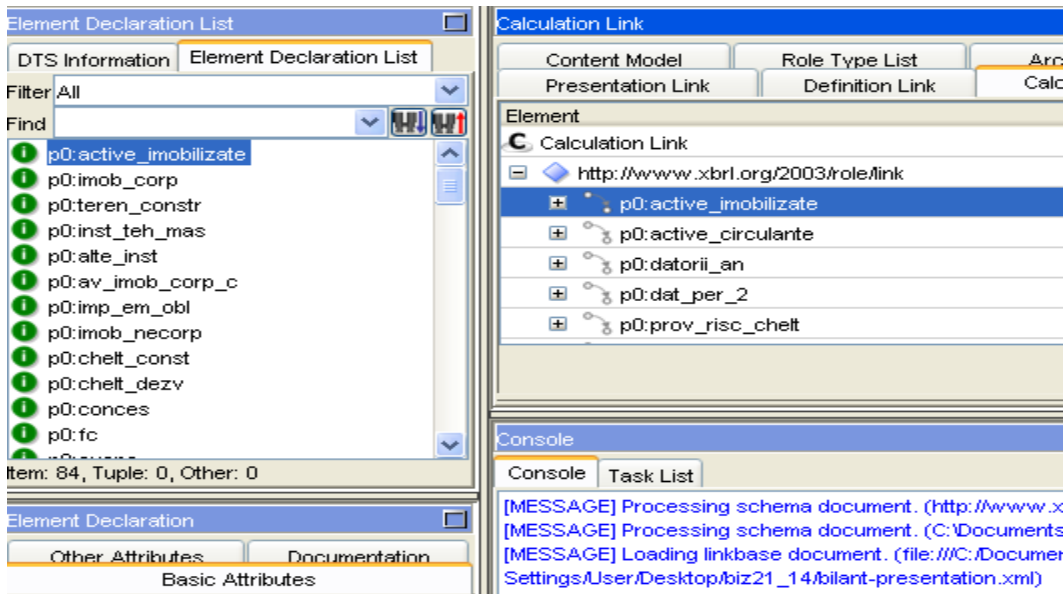 Element Declaration List
DTS Information Element Declaration List
Filter All
Find
p0:active_imobilizate
p0:imob_corp
p0:teren_constr
p0:inst_teh_mas
p0:alte_inst
p0:av_imob_corp_c
p0:imp_em_obl
p0:imob_necorp
p0:chelt_const
p0:chelt_dezv
p0:conces
p0:fc
Item: 84, Tuple: 0, Other: 0
Element Declaration
Other Attributes Documentation
Basic Attributes
Calculation Link
Content Model Role Type List Arc
Presentation Link Definition Link Calc
Element
C Calculation Link
http://www.xbrl.org/2003/role/link
p0:active_imobilizate
p0:active_circulante
p0:datorii_an
p0:dat_per_2
p0:prov_risc_chelt
Console
Console Task List
[MESSAGE] Processing schema document. (http://www.x
[MESSAGE] Processing schema document. (C:\Documents
[MESSAGE] Loading linkbase document. (file:///C:/Documen
Settings/User/Desktop/biz21_14/bilant-presentation.xml)